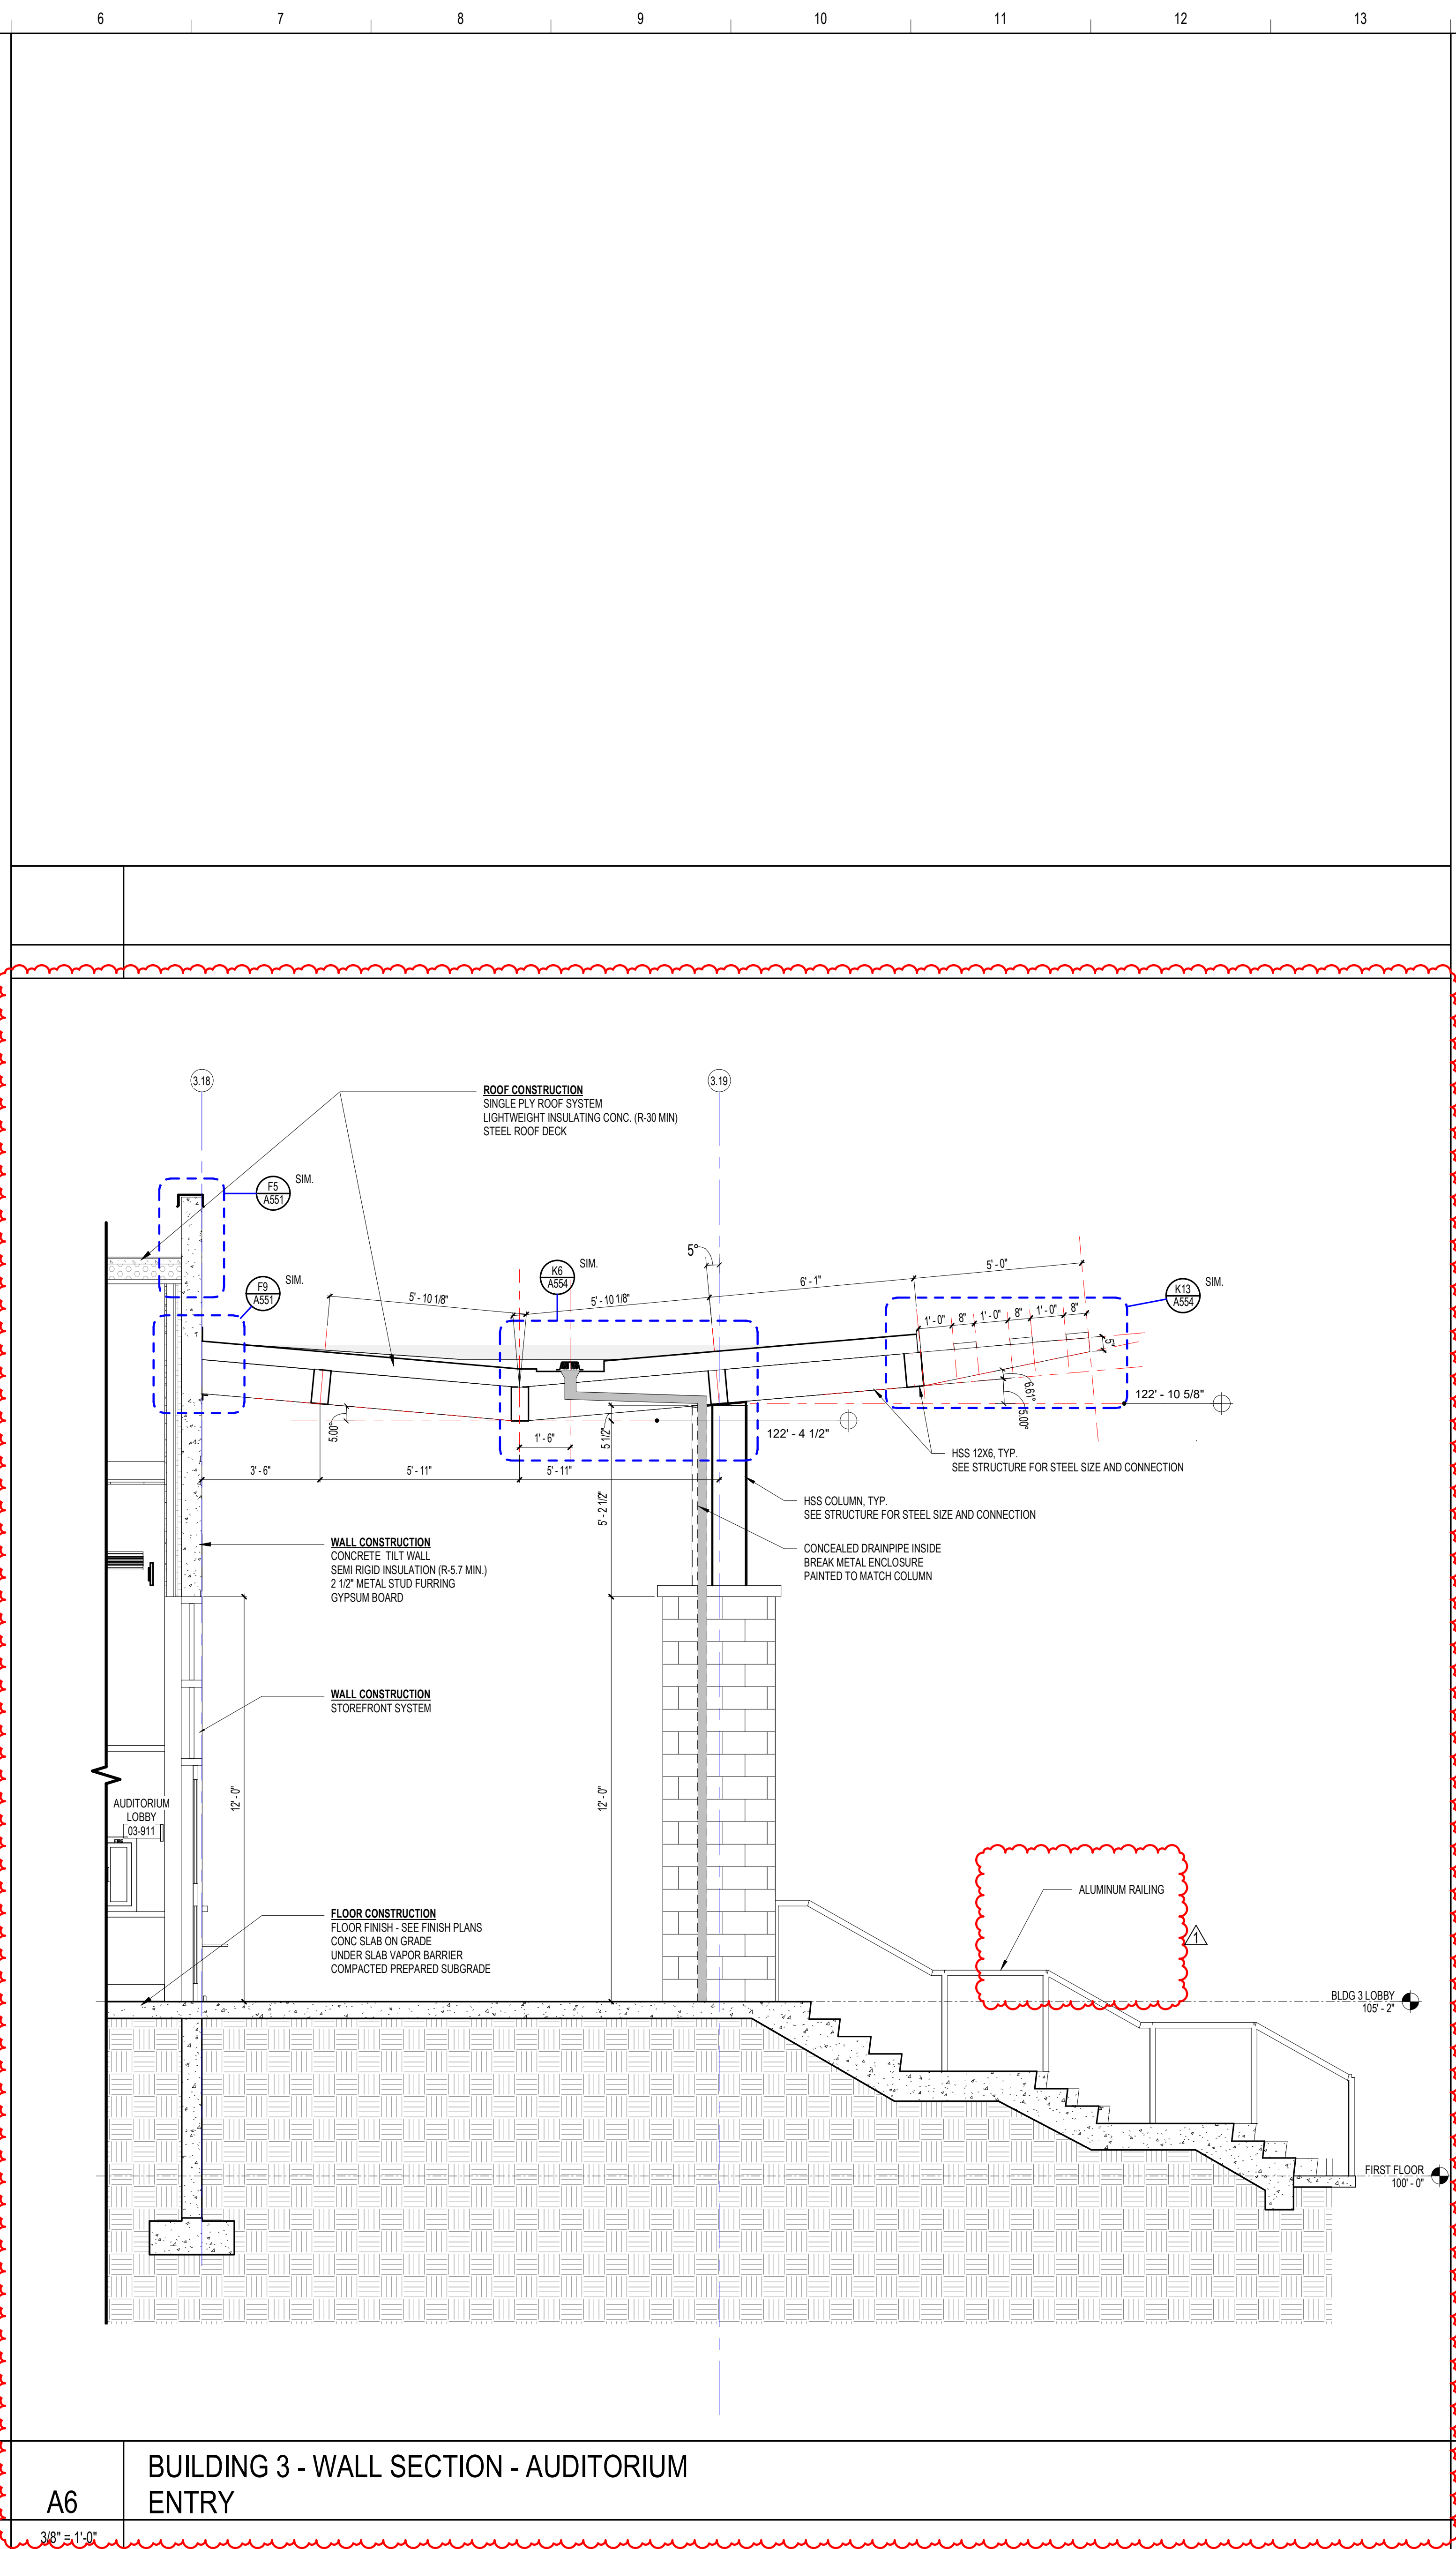 6 7 8 9 10 11 12 13
3.18
3.19
ROOF CONSTRUCTION
SINGLE PLY ROOF SYSTEM
LIGHTWEIGHT INSULATING CONC. (R-30 MIN)
STEEL ROOF DECK
F5
A551
SIM.
F9
A551
SIM.
K6
A554
SIM.
K13
A554
SIM.
5°
5' - 10 1/8"
5' - 10 1/8"
6' - 1"
5' - 0"
1' - 0"
8"
1' - 0"
8"
1' - 0"
8"
5"
6.61°
5.00°
5.00°
122' - 10 5/8"
122' - 4 1/2"
1' - 6"
5 1/2"
3' - 6"
5' - 11"
5' - 11"
5' - 2 1/2"
HSS 12X6, TYP.
SEE STRUCTURE FOR STEEL SIZE AND CONNECTION
HSS COLUMN, TYP.
SEE STRUCTURE FOR STEEL SIZE AND CONNECTION
CONCEALED DRAINPIPE INSIDE
BREAK METAL ENCLOSURE
PAINTED TO MATCH COLUMN
WALL CONSTRUCTION
CONCRETE TILT WALL
SEMI RIGID INSULATION (R-5.7 MIN.)
2 1/2" METAL STUD FURRING
GYPSUM BOARD
WALL CONSTRUCTION
STOREFRONT SYSTEM
12' - 0"
12' - 0"
AUDITORIUM
LOBBY
03-911
ALUMINUM RAILING
1
FLOOR CONSTRUCTION
FLOOR FINISH - SEE FINISH PLANS
CONC SLAB ON GRADE
UNDER SLAB VAPOR BARRIER
COMPACTED PREPARED SUBGRADE
BLDG 3 LOBBY
105' - 2"
FIRST FLOOR
100' - 0"
BUILDING 3 - WALL SECTION - AUDITORIUM
ENTRY
A6
3/8" = 1'-0"